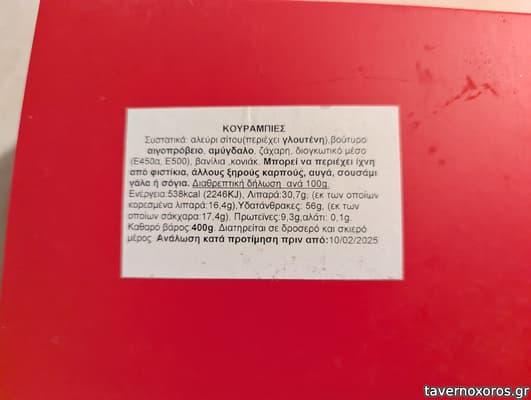 ΚΟΥΡΑΜΠΙΕΣ
Συστατικά: αλεύρι σίτου(περιέχει γλουτένη),βούτυρο
αιγοπρόβειο, αμύγδαλο, ζάχαρη, διογκωτικό μέσο
(Ε450α, Ε500), βανίλια ,κονιάκ. Μπορεί να περιέχει ίχνη
από φιστίκια, άλλους ξηρούς καρπούς, αυγά, σουσάμι
γάλα ή σόγια. Διαθρεπτική δήλωση ανά 100g.
Ενέργεια:538kcal (2246KJ), Λιπαρά:30,7g, (εκ των οποίων
κορεσμένα λιπαρά:16,4g),Υδατάνθρακες: 56g, (εκ των
οποίων σάκχαρα:17,4g), Πρωτεΐνες:9,3g,αλάτι: 0,1g.
Καθαρό βάρος:400g. Διατηρείται σε δροσερό και σκιερό
μέρος. Ανάλωση κατά προτίμηση πριν από:10/02/2025
tavernoxoros.gr